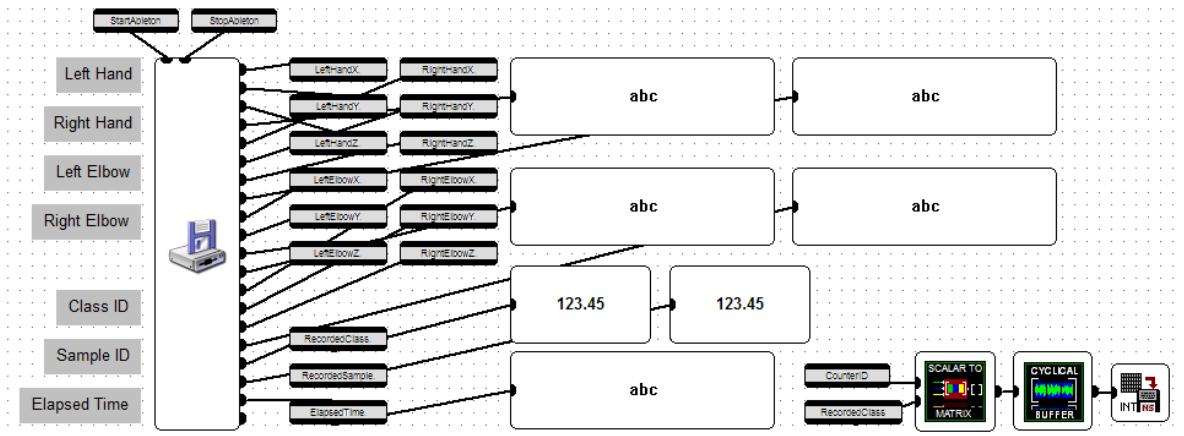 StartAbleton StopAbleton
Left Hand
Right Hand
Left Elbow
Right Elbow
Class ID
Sample ID
Elapsed Time
LeftHandX. RightHandX.
LeftHandY. RightHandY.
LeftHandZ. RightHandZ.
LeftElbowX. RightElbowX.
LeftElbowY. RightElbowY.
LeftElbowZ. RightElbowZ.
RecordedClass.
RecordedSample.
ElapsedTime.
abc abc
abc abc
123.45 123.45
abc
CounterID
RecordedClass
SCALAR TO
[ ]
MATRIX
CYCLICAL
BUFFER
INT NS